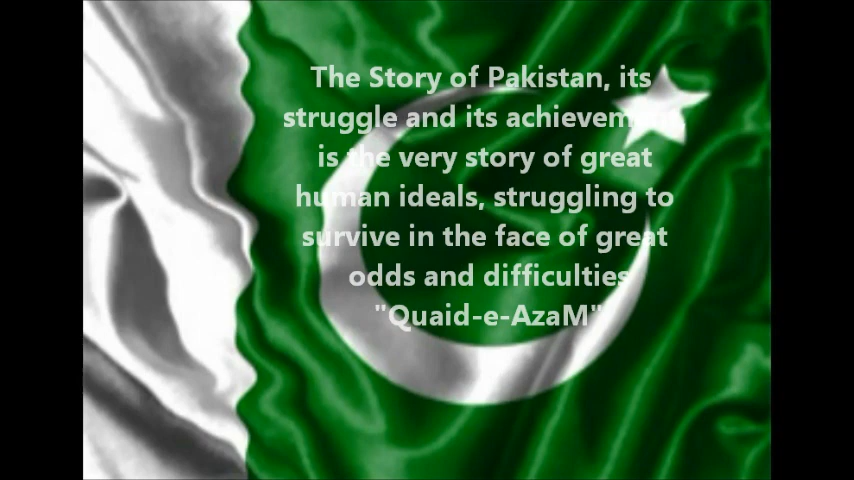 The Story of Pakistan, its
struggle and its achievement,
is the very story of great
human ideals, struggling to
survive in the face of great
odds and difficulties
"Quaid-e-AzaM"